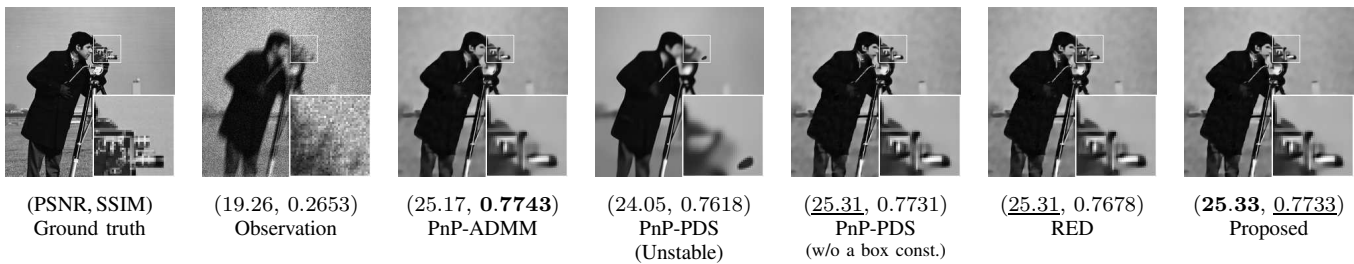 (PSNR, SSIM) (19.26, 0.2653) (25.17, 0.7743) (24.05, 0.7618) (25.31, 0.7731) (25.31, 0.7678) (25.33, 0.7733)
Ground truth Observation PnP-ADMM PnP-PDS PnP-PDS RED Proposed
(Unstable) (w/o a box const.)